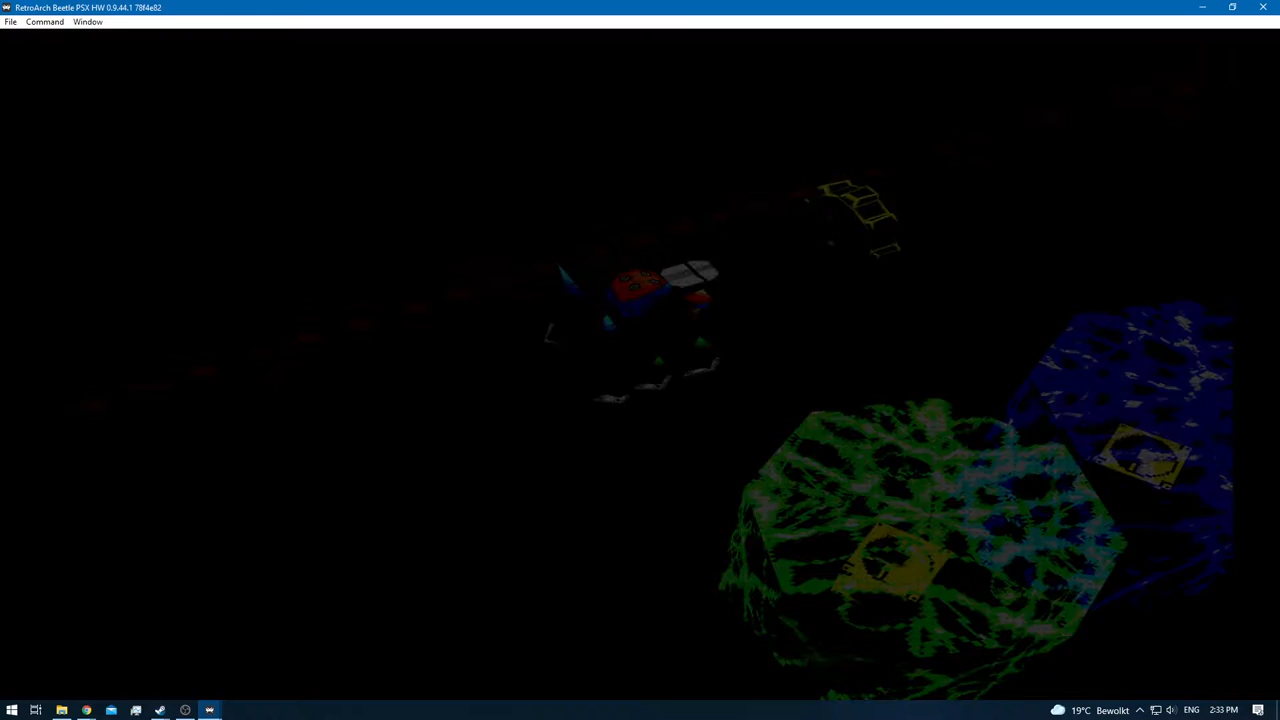 RetroArch Beetle PSX HW 0.9.44.1 78f4e82
File Command Window
19°C Bewolkt ENG 2:33 PM